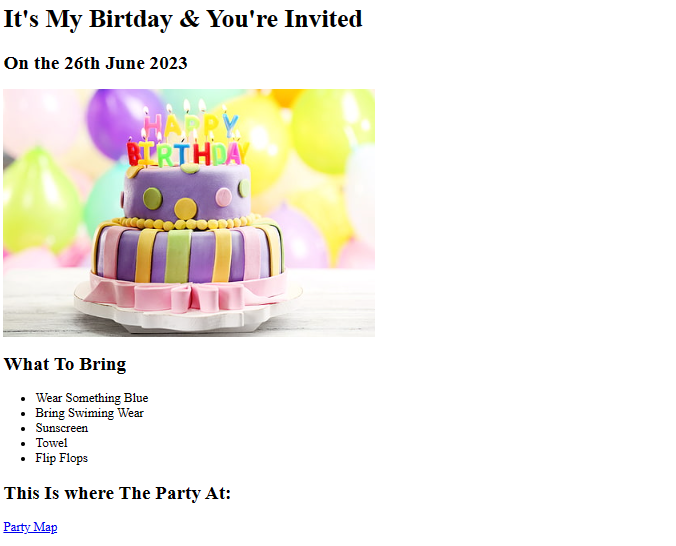 It's My Birtday & You're Invited
On the 26th June 2023
HAPPY
BIRTHDAY
What To Bring
Wear Something Blue
Bring Swiming Wear
Sunscreen
Towel
Flip Flops
This Is where The Party At:
Party Map